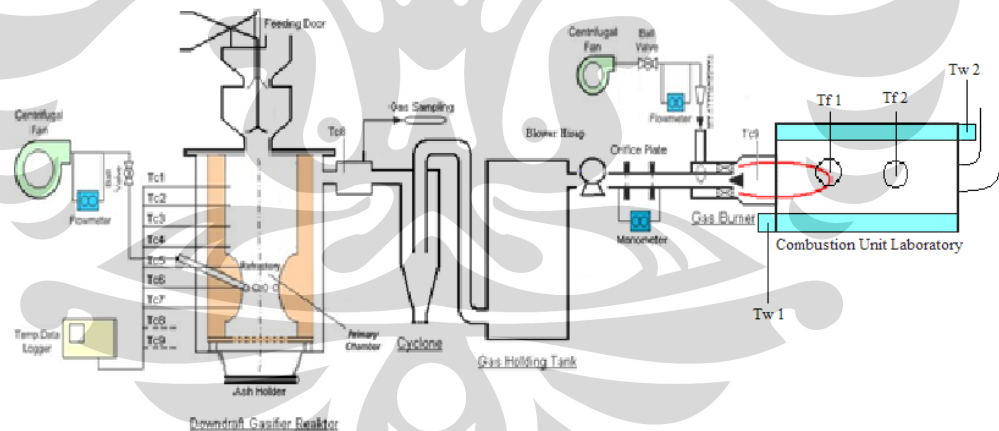 Feeding Door
Centrifugal
Fan
Ball
Valve
Flowmeter
Tc1
Tc2
Tc3
Tc4
Tc5
Tc6
Tc7
Tc8
Tc9
Temp.Data
Logger
Refractory
Primary
Chamber
Ash Holder
Downdraft Gasifier Reaktor
Tc8
Gas Sampling
Cyclone
Gas Holding Tank
Blower Hisap
Orifice Plate
Manometer
Centrifugal
Fan
Ball
Valve
Flowmeter
Gas Burner
Tc9
Tf 1
Tf 2
Tw 2
Combustion Unit Laboratory
Tw 1